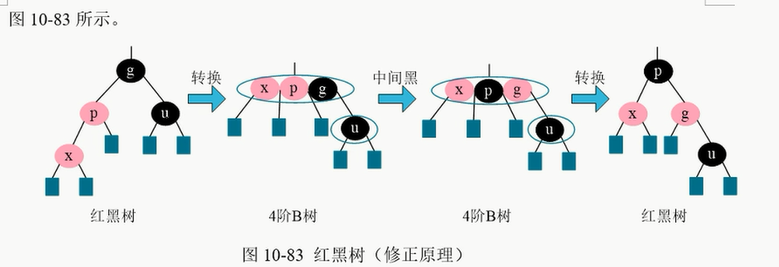 图 10-83 所示。
g 转换 x p g 中间黑 x p g 转换 p
p u u u x g
x u
红黑树 4阶B树 4阶B树 红黑树
图 10-83 红黑树（修正原理）